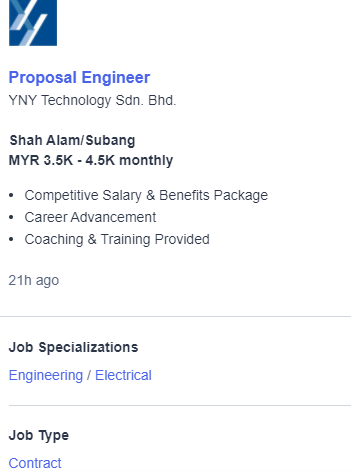 Proposal Engineer
YNY Technology Sdn. Bhd.
Shah Alam/Subang
MYR 3.5K - 4.5K monthly
• Competitive Salary & Benefits Package
• Career Advancement
• Coaching & Training Provided
21h ago
Job Specializations
Engineering / Electrical
Job Type
Contract